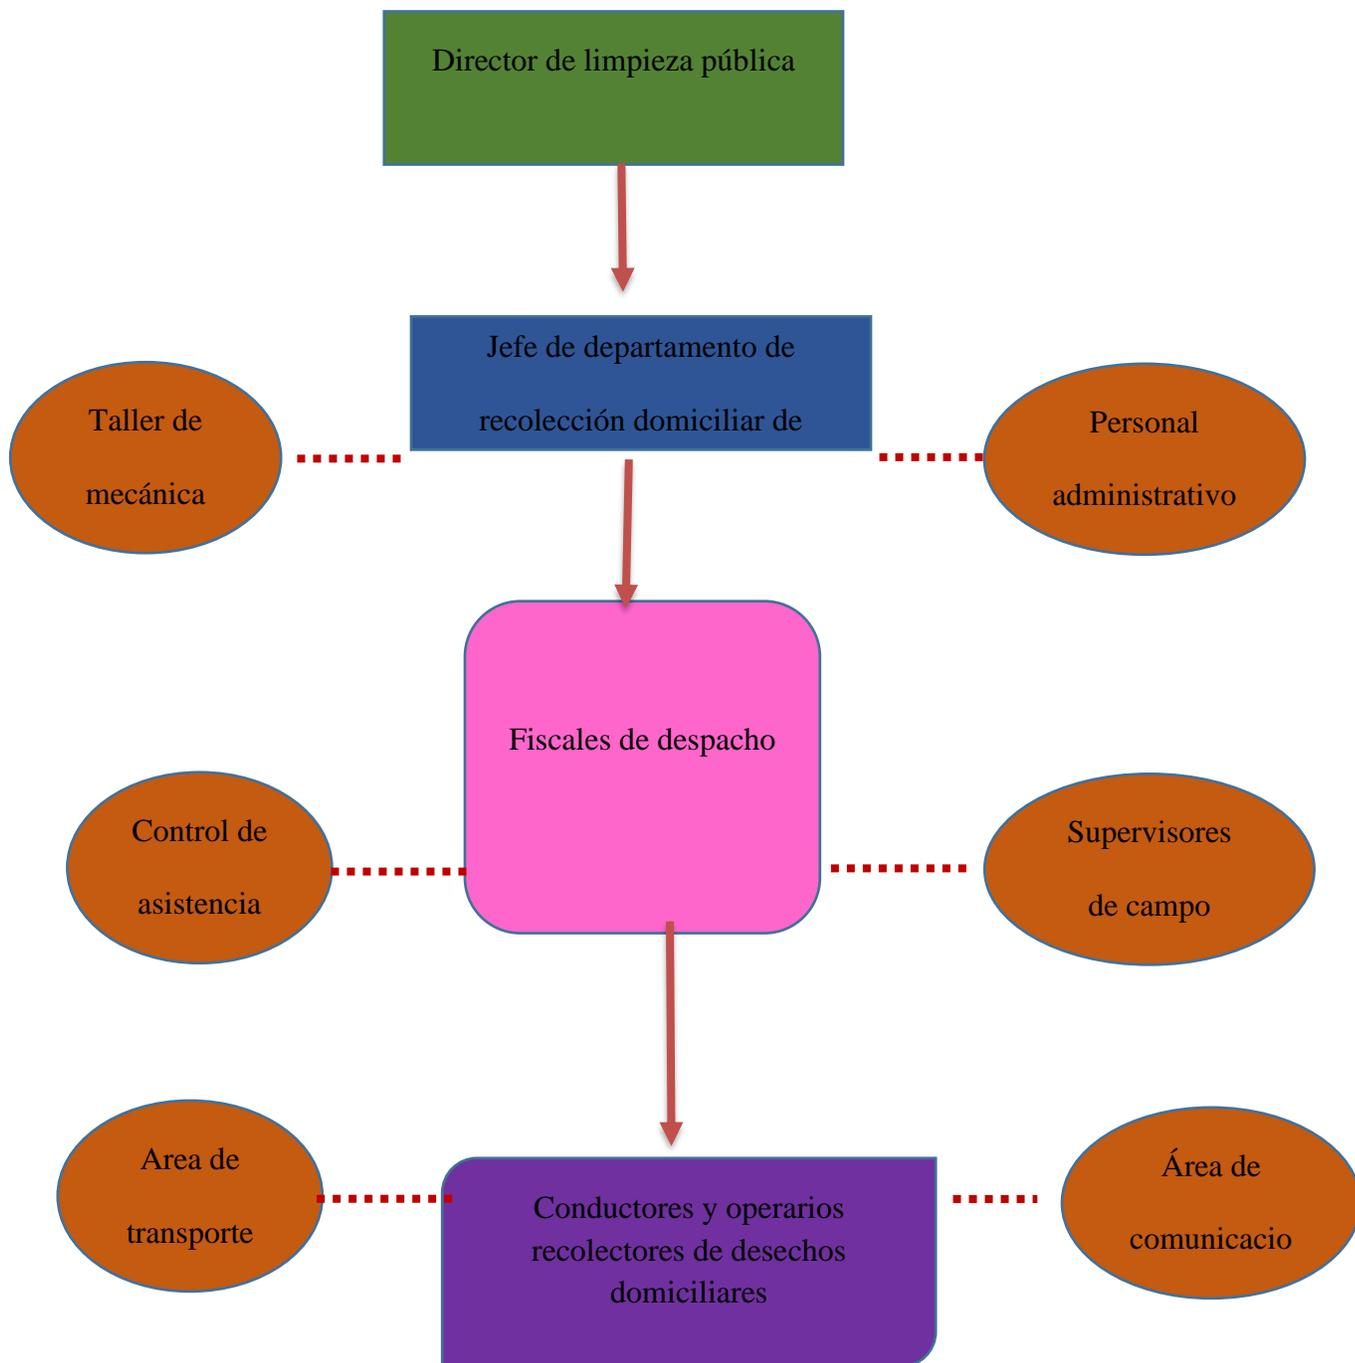 Director de limpieza pública
Jefe de departamento de
recolección domiciliar de
Taller de
mecánica
Personal
administrativo
Fiscales de despacho
Control de
asistencia
Supervisores
de campo
Area de
transporte
Conductores y operarios
recolectores de desechos
domiciliares
Área de
comunicacio